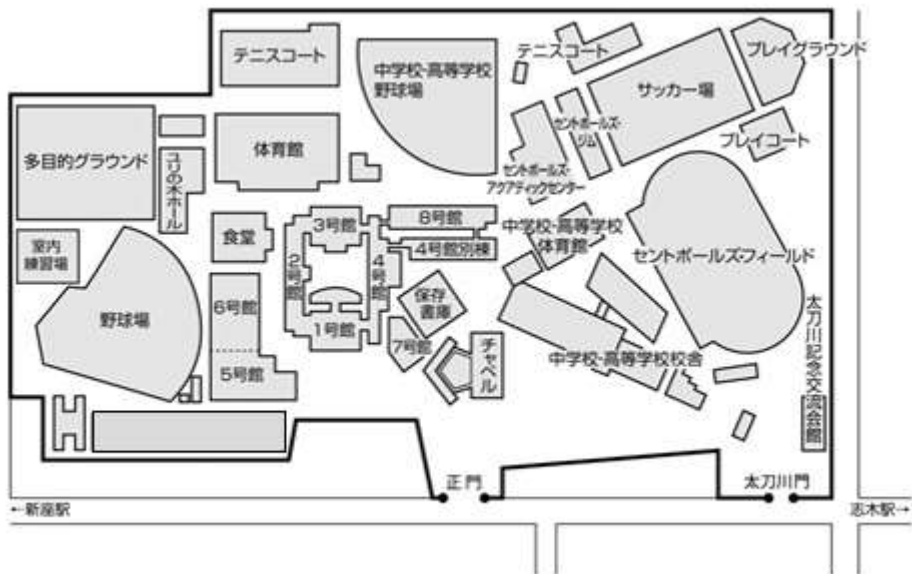 テニスコート
中学校・高等学校
野球場
テニスコート
プレイグラウンド
サッカー場
セントポールズ・
ジム
プレイコート
多目的グラウンド
ユリの木ホール
体育館
セントポールズ・
アクアティックセンター
3号館
8号館
4号館別棟
中学校・高等学校
体育館
セントポールズ・フィールド
食堂
室内
練習場
2号館
4号館
保存
書庫
野球場
6号館
1号館
7号館
チャペル
5号館
中学校・高等学校校舎
太刀川記念交流会館
正門
太刀川門
←新座駅
志木駅→